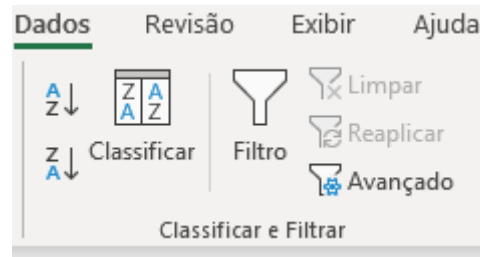 Dados Revisão Exibir Ajuda
A
Z
Z
A
Z A
A Z
Classificar
Filtro
Limpar
Reaplicar
Avançado
Classificar e Filtrar